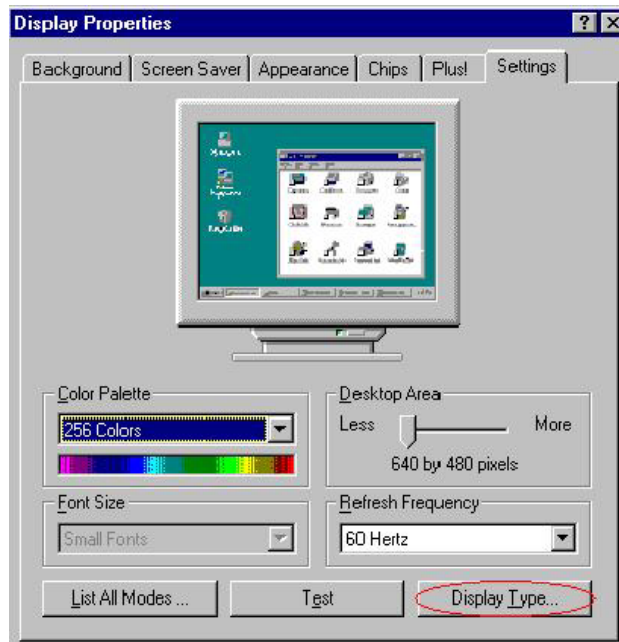 Display Properties
Background Screen Saver Appearance Chips Plus! Settings
Color Palette
256 Colors
Desktop Area
Less More
640 by 480 pixels
Font Size
Small Fonts
Refresh Frequency
60 Hertz
List All Modes ... Test Display Type...